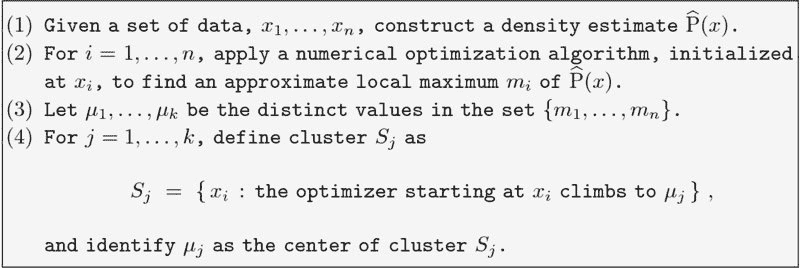 (1) Given a set of data, x₁, . . . , xₙ, construct a density estimate P̂(x).
(2) For i = 1, . . . , n, apply a numerical optimization algorithm, initialized
at xᵢ, to find an approximate local maximum mᵢ of P̂(x).
(3) Let μ₁, . . . , μₖ be the distinct values in the set {m₁, . . . , mₙ}.
(4) For j = 1, . . . , k, define cluster Sⱼ as
Sⱼ = { xᵢ : the optimizer starting at xᵢ climbs to μⱼ } ,
and identify μⱼ as the center of cluster Sⱼ.